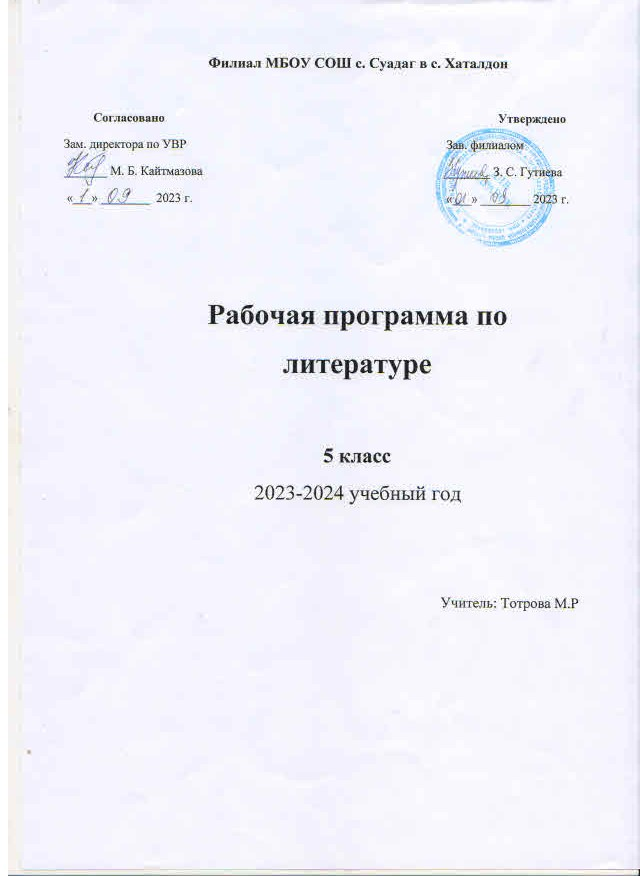 Филиал МБОУ СОШ с. Суадаг в с. Хаталдон
Согласовано
Утверждено
Зам. директора по УВР
Зав. филиалом
М. Б. Кайтмазова
З. С. Гутиева
« 1 » 09 2023 г.
« 01 » 2023 г.
Рабочая программа по
литературе
5 класс
2023-2024 учебный год
Учитель: Тотрова М.Р